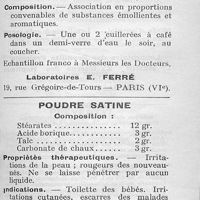 Composition. — Association en proportions
convenables de substances émollientes et
aromatiques.
Posologie. — Une ou 2 cuillerées à café
dans un demi-verre d'eau le soir, au
coucher.
Echantillon franco à Messieurs les Docteurs,
Laboratoires E. FERRÉ
19, rue Grégoire-de-Tours — PARIS (VIe).
POUDRE SATINE
Composition :
Stéarates 12 gr.
Acide borique 3 gr.
Talc 2 gr.
Carbonate de chaux 3 gr.
Propriétés thérapeutiques. — Irrita-
tions de la peau ; rougeurs des nouveau-
nés. Ne se laisse pénétrer par aucun
liquide.
Indications. — Toilette des bébés. Irri-
tations cutanées, escarres des malades